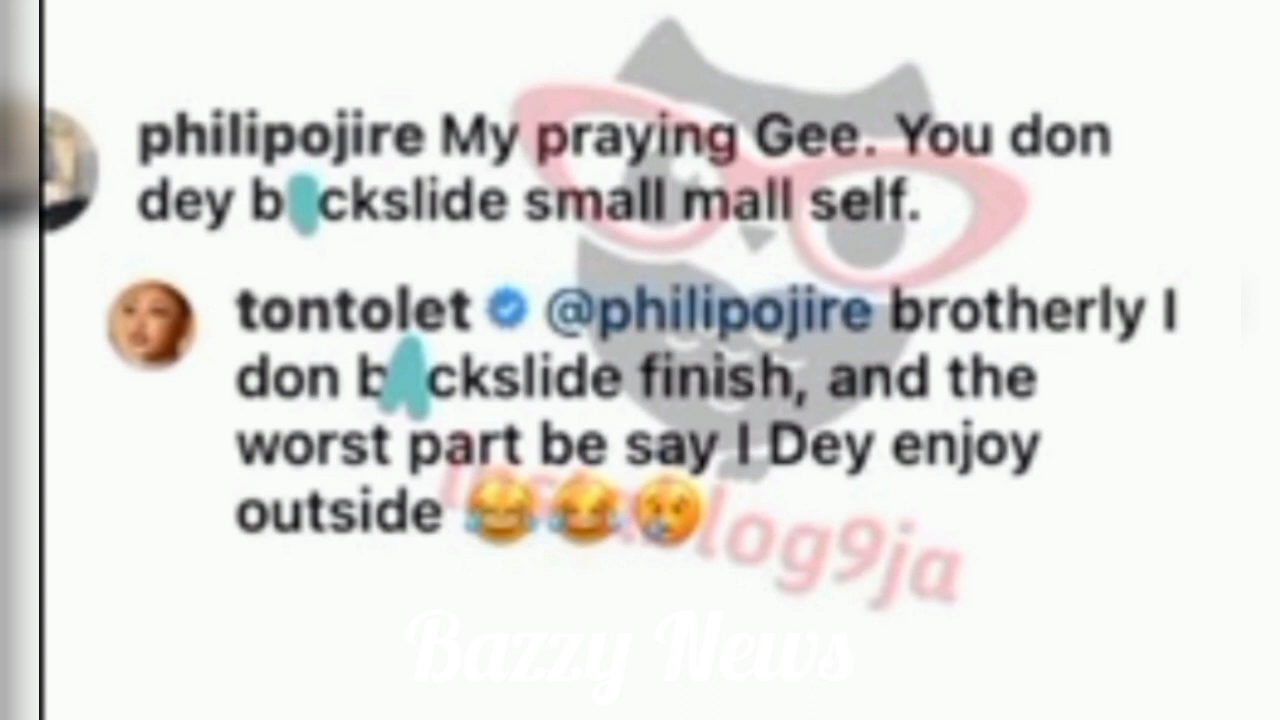 philipojire My praying Gee. You don
dey b ckslide small mall self.
tontolet @philipojire brotherly I
don b ckslide finish, and the
worst part be say I Dey enjoy
outside 😂😂😢
log9ja
Bazzy News